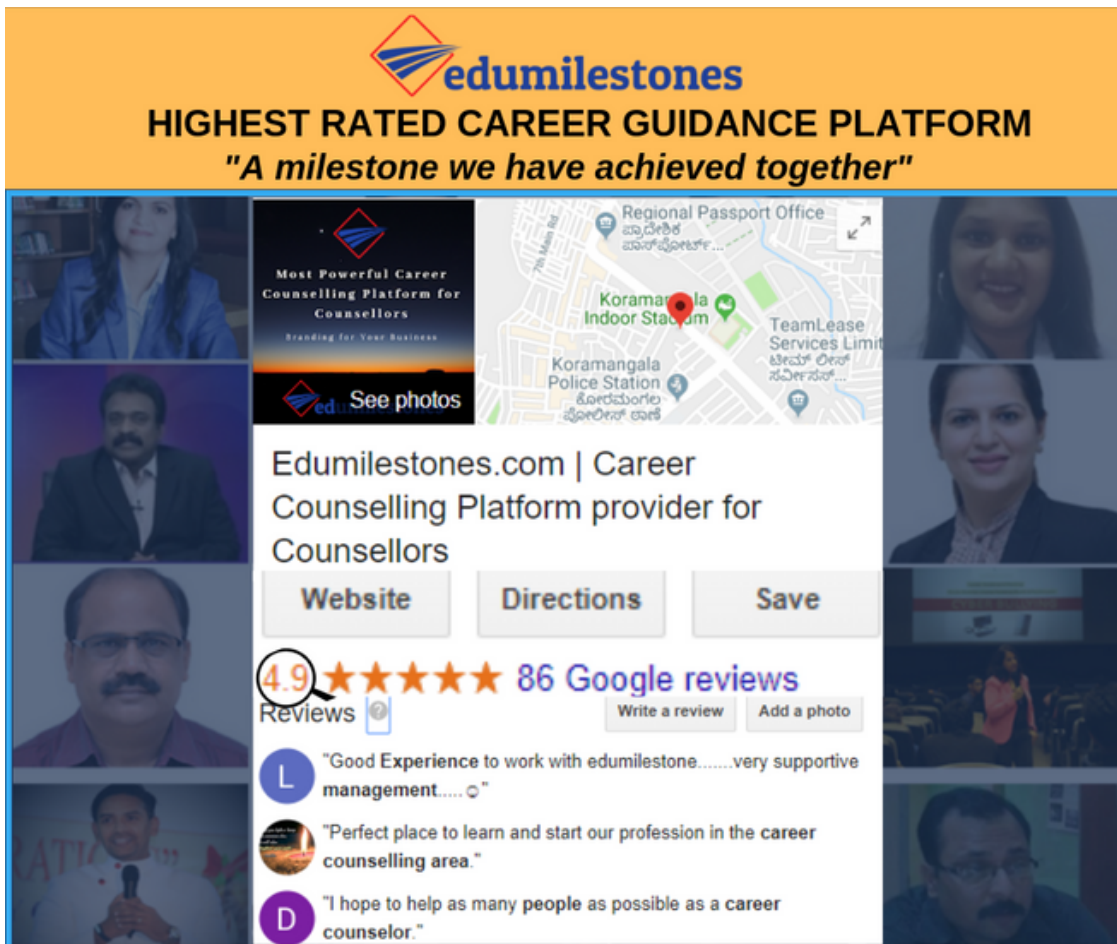 edumilestones
HIGHEST RATED CAREER GUIDANCE PLATFORM
"A milestone we have achieved together"
Most Powerful Career
Counselling Platform for
Counsellors
Branding for Your Business
See photos
Regional Passport Office
ಪ್ರಾದೇಶಿಕ
ಪಾಸ್‌ಪೋರ್ಟ್...
7th Main Rd
Koramangala
Indoor Stadium
TeamLease
Services Limit
ಟೀಮ್ ಲೀಸ್
ಸರ್ವಿಸಸ್...
Koramangala
Police Station
ಕೋರಮಂಗಲ
ಪೋಲೀಸ್ ಠಾಣೆ
Edumilestones.com | Career
Counselling Platform provider for
Counsellors
Website Directions Save
4.9 86 Google reviews
Reviews ? Write a review Add a photo
L "Good Experience to work with edumilestone.......very supportive
management.....☺"
"Perfect place to learn and start our profession in the career
counselling area."
D "I hope to help as many people as possible as a career
counselor."